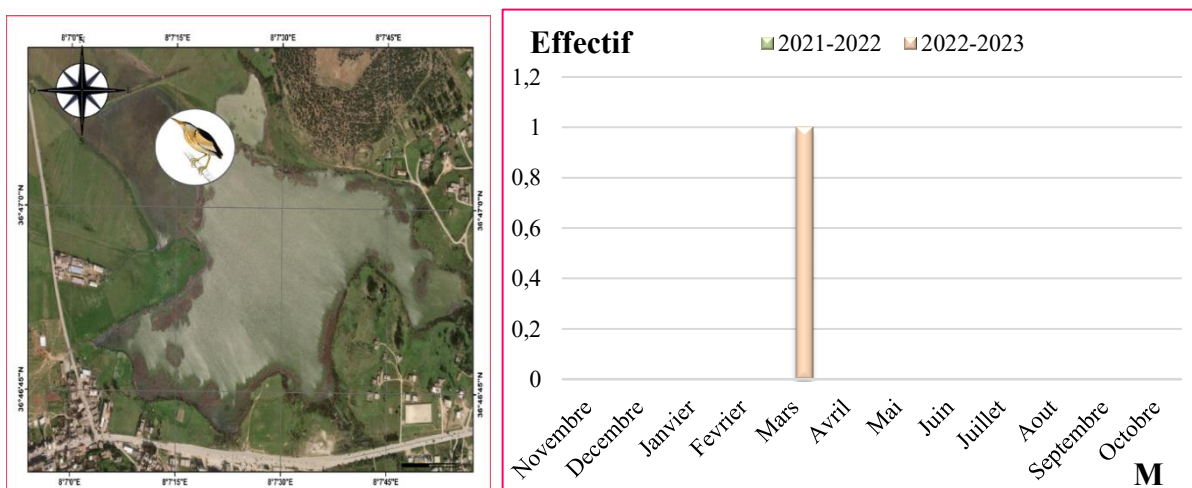 8°7'0"E 8°7'15"E 8°7'30"E 8°7'45"E
36°47'0"N 36°47'0"N
36°46'45"N 36°46'45"N
8°7'0"E 8°7'15"E 8°7'30"E 8°7'45"E
Effectif
2021-2022 2022-2023
1,2
1
0,8
0,6
0,4
0,2
0
Novembre Decembre Janvier Fevrier Mars Avril Mai Juin Juillet Aout Septembre Octobre
M